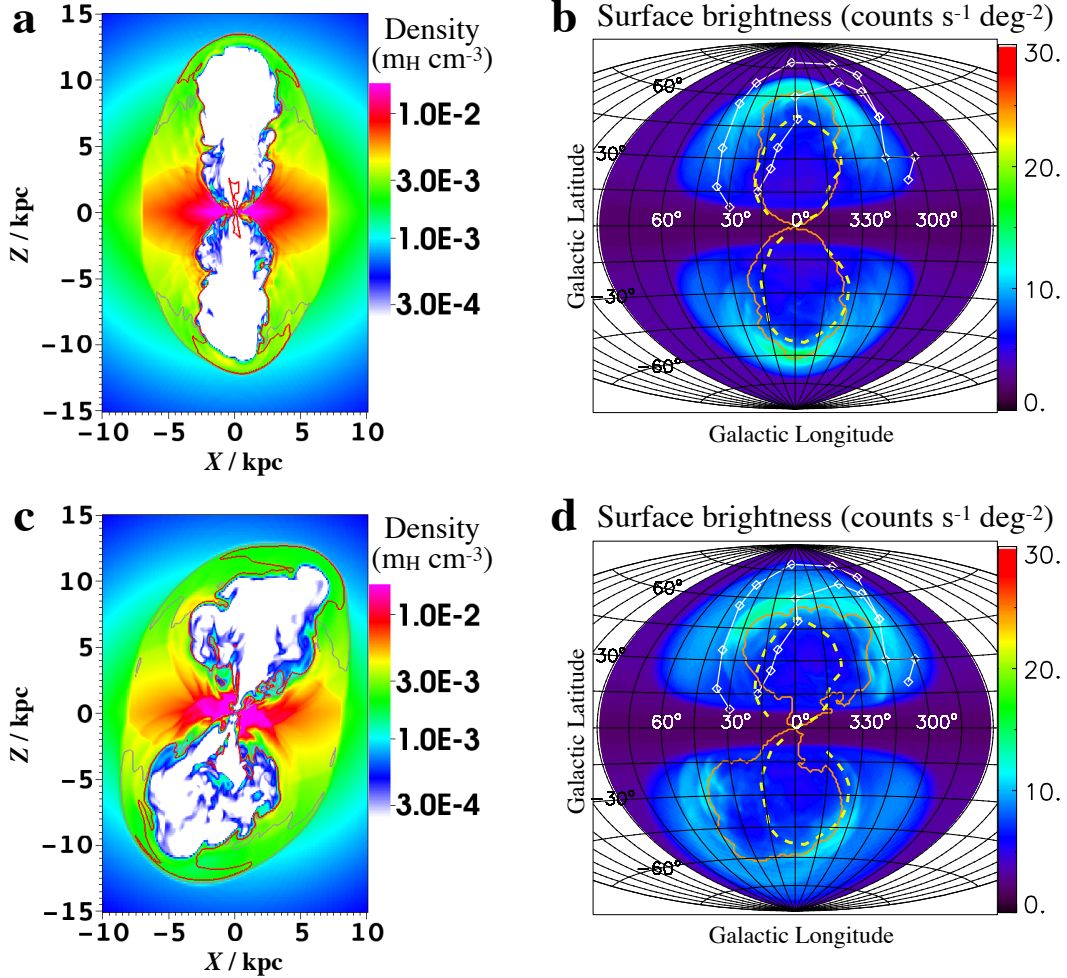 a
Density
(mH cm-3)
1.0E-2
3.0E-3
1.0E-3
3.0E-4
15
10
5
0
-5
-10
-15
Z / kpc
-10 -5 0 5 10
X / kpc
b
Surface brightness (counts s-1 deg-2)
60°
30°
60° 30° 0° 330° 300°
-30°
-60°
Galactic Latitude
Galactic Longitude
30.
20.
10.
0.
c
Density
(mH cm-3)
1.0E-2
3.0E-3
1.0E-3
3.0E-4
15
10
5
0
-5
-10
-15
Z / kpc
-10 -5 0 5 10
X / kpc
d
Surface brightness (counts s-1 deg-2)
60°
30°
60° 30° 0° 330° 300°
-30°
-60°
Galactic Latitude
Galactic Longitude
30.
20.
10.
0.